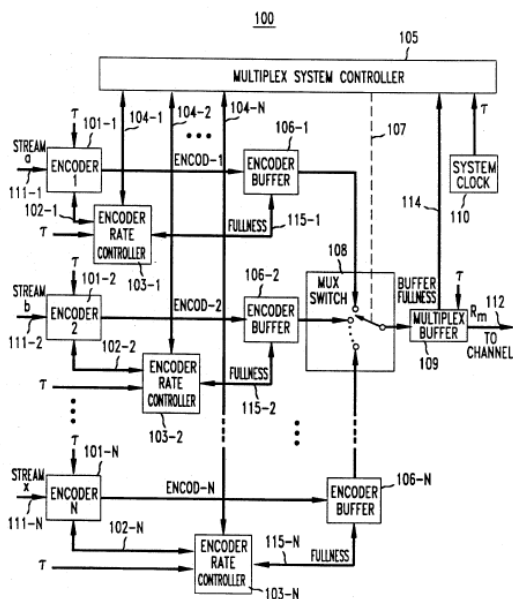 100
105
MULTIPLEX SYSTEM CONTROLLER
τ
101-1
104-1
104-2
104-N
106-1
107
τ
STREAM
a
ENCODER
1
ENCOD-1
ENCODER
BUFFER
SYSTEM
CLOCK
110
111-1
102-1
τ
ENCODER
RATE
CONTROLLER
103-1
FULLNESS
115-1
114
τ
101-2
106-2
108
MUX
SWITCH
BUFFER
FULLNESS
τ
STREAM
b
ENCODER
2
ENCOD-2
ENCODER
BUFFER
MULTIPLEX
BUFFER
109
Rm
112
TO
CHANNEL
111-2
102-2
τ
ENCODER
RATE
CONTROLLER
103-2
FULLNESS
115-2
τ
101-N
106-N
STREAM
x
ENCODER
N
ENCOD-N
ENCODER
BUFFER
111-N
102-N
τ
ENCODER
RATE
CONTROLLER
103-N
115-N
FULLNESS